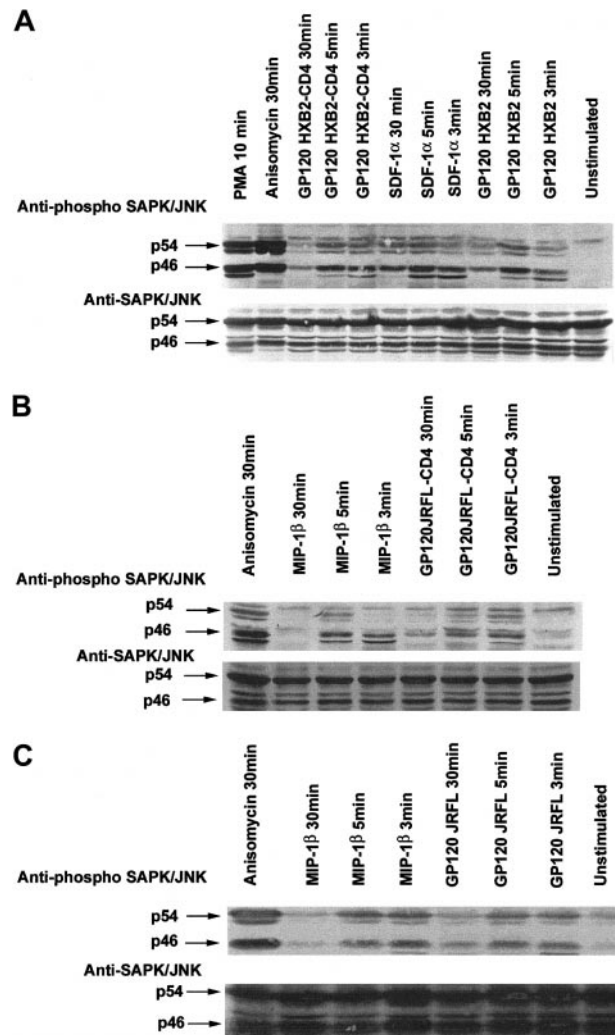 A
PMA 10 min
Anisomycin 30min
GP120 HXB2-CD4 30min
GP120 HXB2-CD4 5min
GP120 HXB2-CD4 3min
SDF-1α 30 min
SDF-1α 5min
SDF-1α 3min
GP120 HXB2 30min
GP120 HXB2 5min
GP120 HXB2 3min
Unstimulated
Anti-phospho SAPK/JNK
p54
p46
Anti-SAPK/JNK
p54
p46
B
Anisomycin 30min
MIP-1β 30min
MIP-1β 5min
MIP-1β 3min
GP120JRFL-CD4 30min
GP120JRFL-CD4 5min
GP120JRFL-CD4 3min
Unstimulated
Anti-phospho SAPK/JNK
p54
p46
Anti-SAPK/JNK
p54
p46
C
Anisomycin 30min
MIP-1β 30min
MIP-1β 5min
MIP-1β 3min
GP120 JRFL 30min
GP120 JRFL 5min
GP120 JRFL 3min
Unstimulated
Anti-phospho SAPK/JNK
p54
p46
Anti-SAPK/JNK
p54
p46